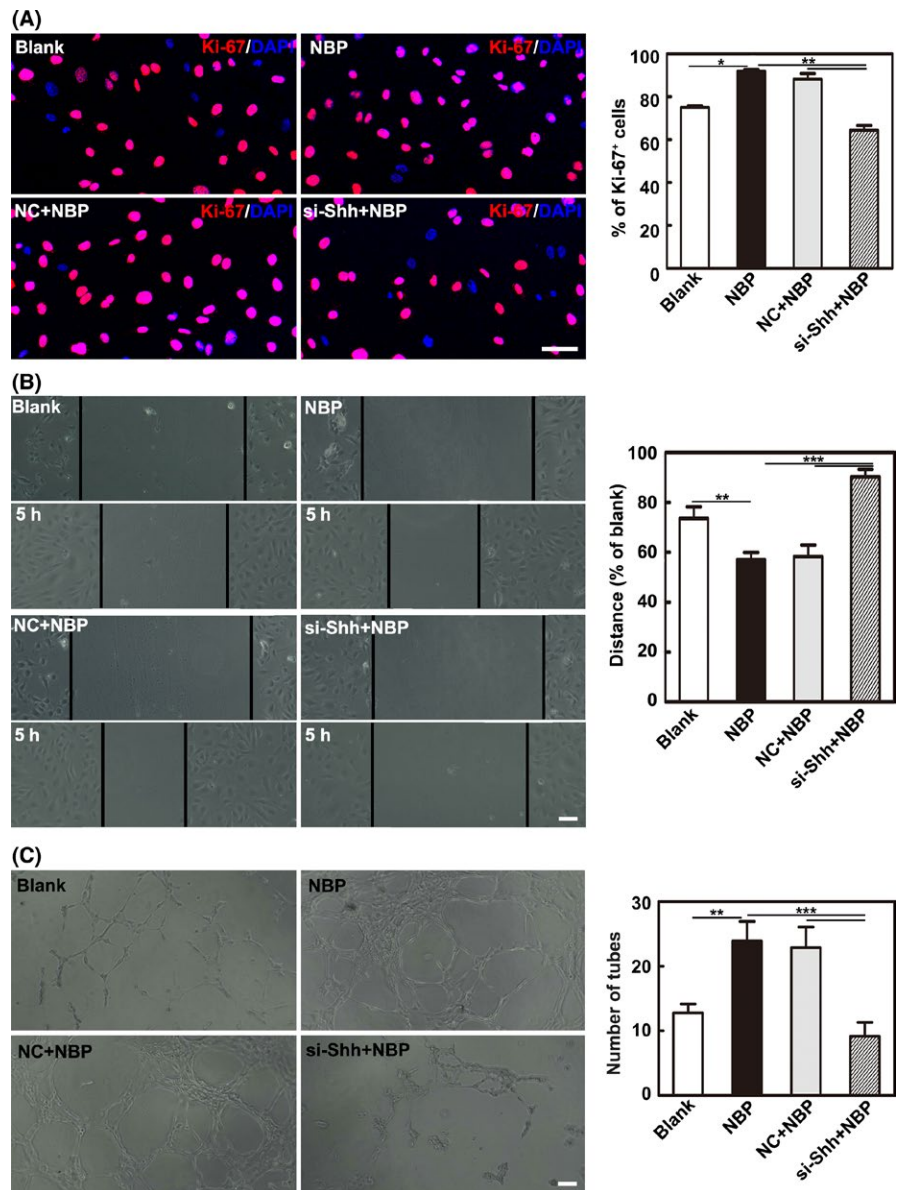 (A)
Blank Ki-67/DAPI
NBP Ki-67/DAPI
NC+NBP Ki-67/DAPI
si-Shh+NBP Ki-67/DAPI
% of Ki-67+ cells
100
80
60
40
20
0
* **
Blank
NBP
NC+NBP
si-Shh+NBP
(B)
Blank
NBP
5 h
5 h
NC+NBP
si-Shh+NBP
5 h
5 h
Distance (% of blank)
100
80
60
40
20
0
** ***
Blank
NBP
NC+NBP
si-Shh+NBP
(C)
Blank
NBP
NC+NBP
si-Shh+NBP
Number of tubes
30
20
10
0
** ***
Blank
NBP
NC+NBP
si-Shh+NBP